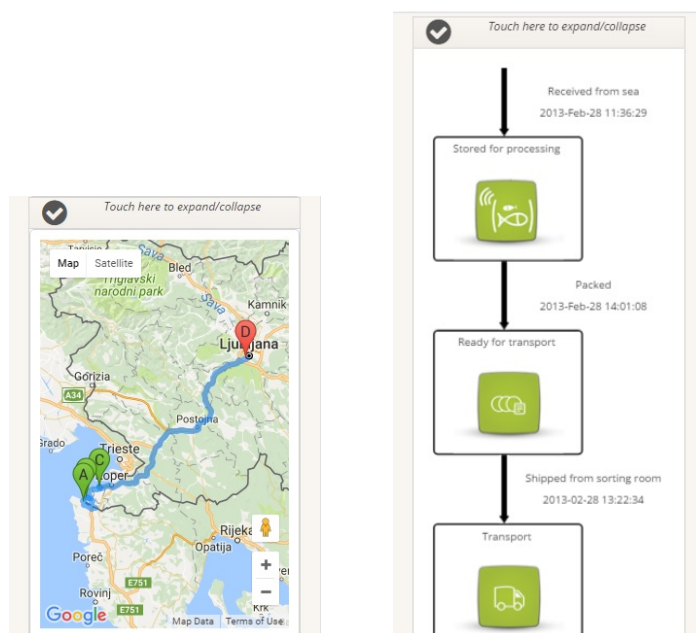 Touch here to expand/collapse
Map
Satellite
Sava
Bled
narodni park
Kamnik
Sava
D
Ljubljana
Gorizia
A34
Postojna
Grado
Trieste
C
A
Koper
Rijeka
Opatija
Poreč
E751
Rovinj
E751
Krk
+
−
Google
Map Data
Terms of Use
Touch here to expand/collapse
Received from sea
2013-Feb-28 11:36:29
Stored for processing
Packed
2013-Feb-28 14:01:08
Ready for transport
Shipped from sorting room
2013-02-28 13:22:34
Transport